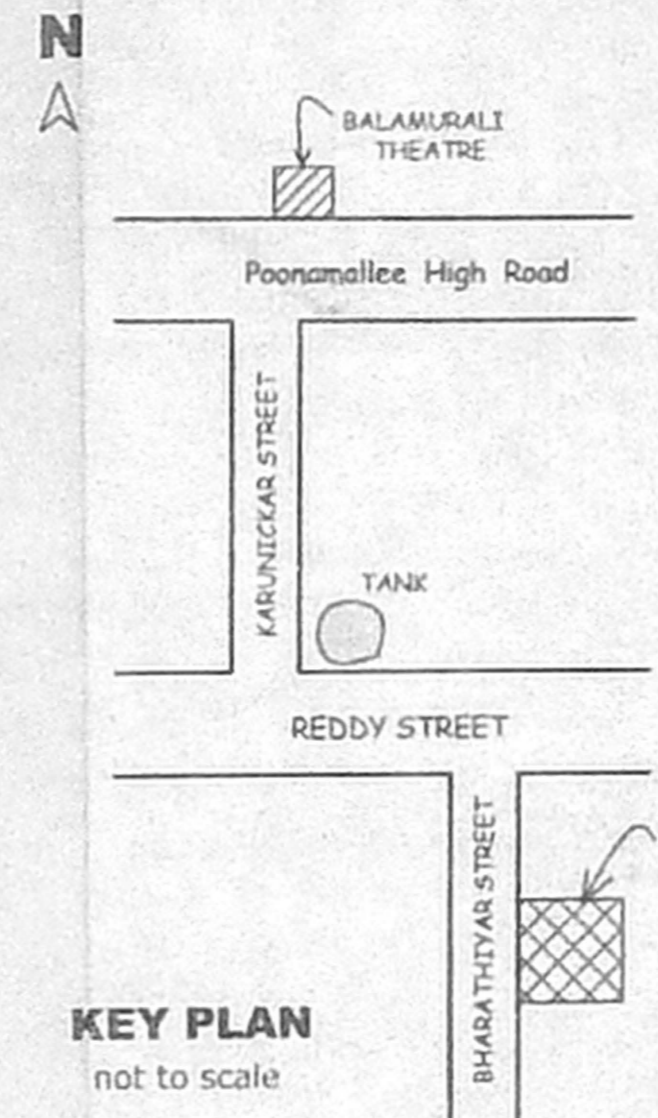 N
BALAMURALI
THEATRE
Poonamallee High Road
KARUNICKAR STREET
TANK
REDDY STREET
BHARATHIYAR STREET
KEY PLAN
not to scale